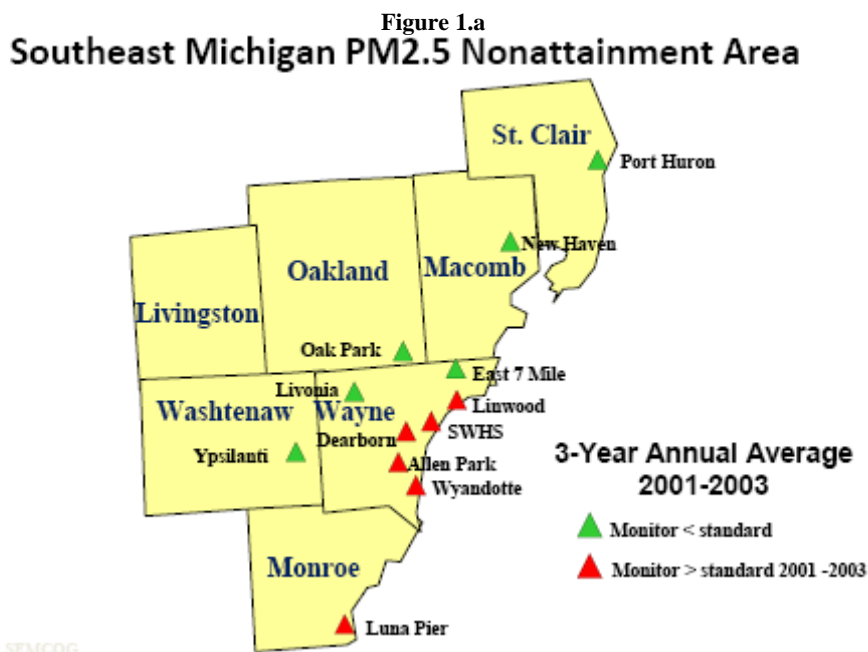 Figure 1.a
Southeast Michigan PM2.5 Nonattainment Area
St. Clair
Port Huron
New Haven
Oakland
Macomb
Livingston
Oak Park
East 7 Mile
Livonia
Linwood
Washtenaw
Wayne
SWHS
Dearborn
Ypsilanti
Allen Park
Wyandotte
3-Year Annual Average
2001-2003
Monitor < standard
Monroe
Monitor > standard 2001 -2003
Luna Pier
SEMCOG